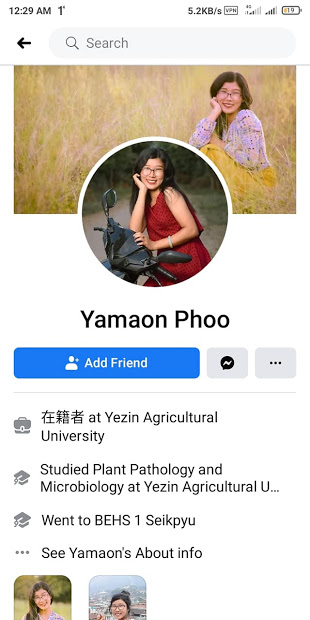 12:29 AM 5.2KB/s VPN 4G 19
Search
Yamaon Phoo
Add Friend
在籍者 at Yezin Agricultural
University
Studied Plant Pathology and
Microbiology at Yezin Agricultural U...
Went to BEHS 1 Seikpyu
See Yamaon's About info